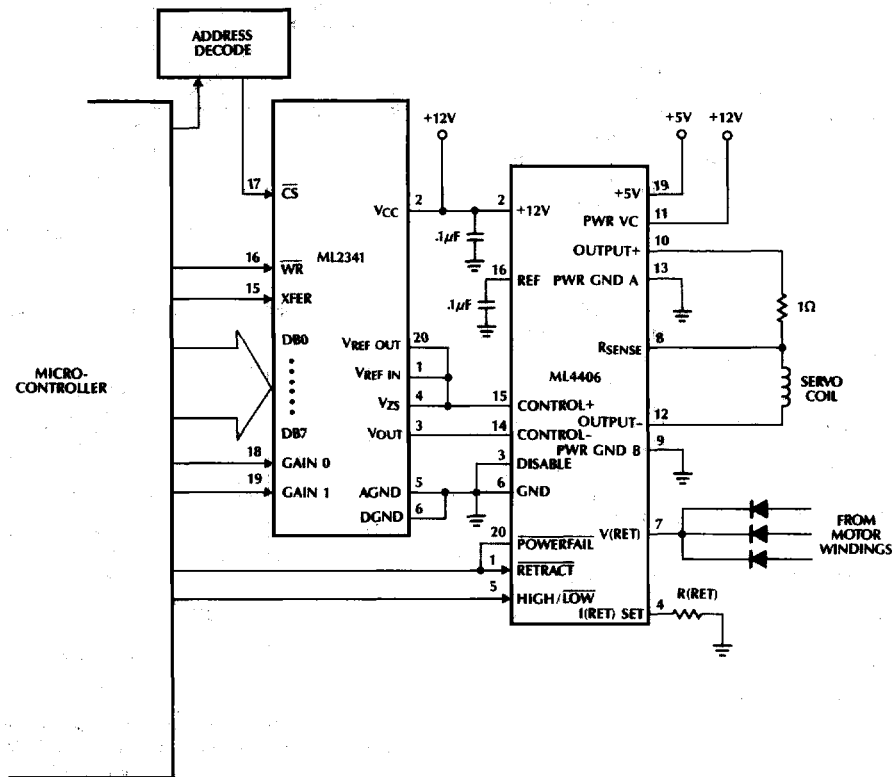 ADDRESS
DECODE
+12V
+5V
+12V
17
CS
2
VCC
2
+12V
+5V
19
PWR VC
11
.1μF
OUTPUT+
10
16
WR
ML2341
16
REF
PWR GND A
13
15
XFER
.1μF
1Ω
DB0
VREF OUT
20
RSENSE
8
MICRO-
CONTROLLER
VREF IN
1
ML4406
SERVO
COIL
VZS
4
15
CONTROL+
OUTPUT-
12
DB7
VOUT
3
14
CONTROL-
PWR GND B
9
18
GAIN 0
3
DISABLE
19
GAIN 1
AGND
5
6
GND
DGND
6
20
POWERFAIL
V(RET)
7
FROM
MOTOR
WINDINGS
1
RETRACT
5
HIGH/LOW
I(RET) SET
4
R(RET)